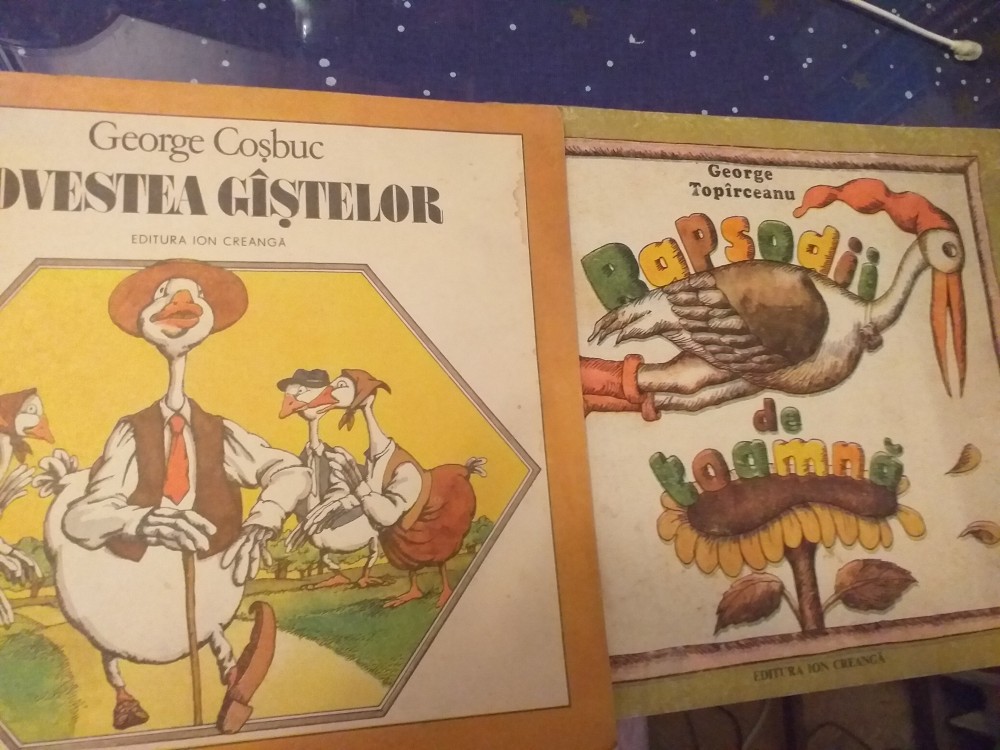 George Coşbuc
OVESTEA GÎŞTELOR
EDITURA ION CREANGĂ
George
Topîrceanu
Rapsodii
de
toamnă
EDITURA ION CREANGĂ